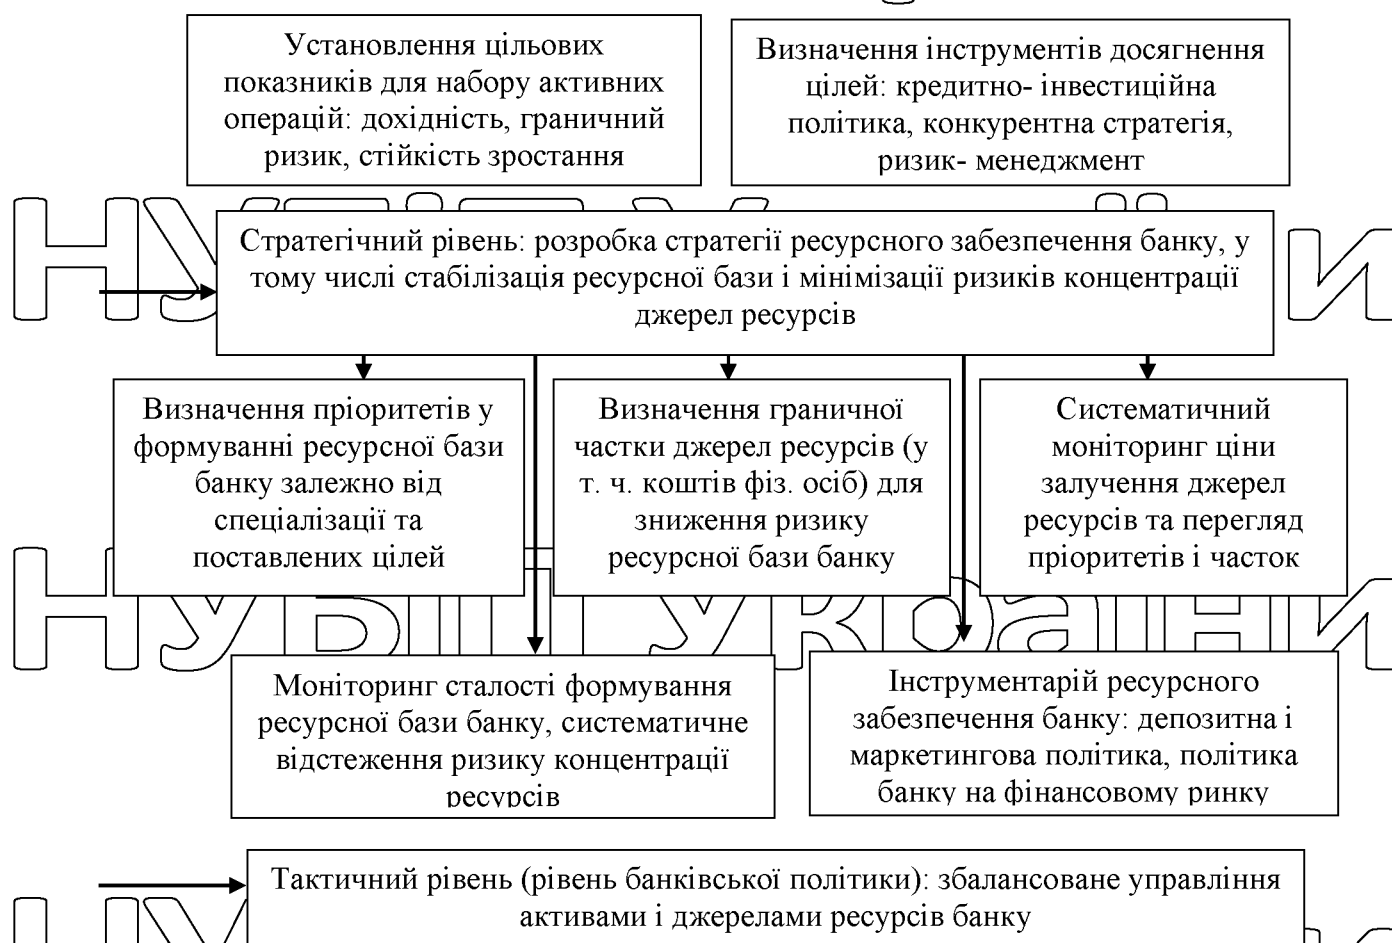 Установлення цільових
показників для набору активних
операцій: дохідність, граничний
ризик, стійкість зростання
Визначення інструментів досягнення
цілей: кредитно- інвестиційна
політика, конкурентна стратегія,
ризик- менеджмент
Стратегічний рівень: розробка стратегії ресурсного забезпечення банку, у
тому числі стабілізація ресурсної бази і мінімізації ризиків концентрації
джерел ресурсів
Визначення пріоритетів у
формуванні ресурсної бази
банку залежно від
спеціалізації та
поставлених цілей
Визначення граничної
частки джерел ресурсів (у
т. ч. коштів фіз. осіб) для
зниження ризику
ресурсної бази банку
Систематичний
моніторинг ціни
залучення джерел
ресурсів та перегляд
пріоритетів і часток
НУБІП України
Моніторинг сталості формування
ресурсної бази банку, систематичне
відстеження ризику концентрації
ресурсів
Інструментарій ресурсного
забезпечення банку: депозитна і
маркетингова політика, політика
банку на фінансовому ринку
Тактичний рівень (рівень банківської політики): збалансоване управління
активами і джерелами ресурсів банку